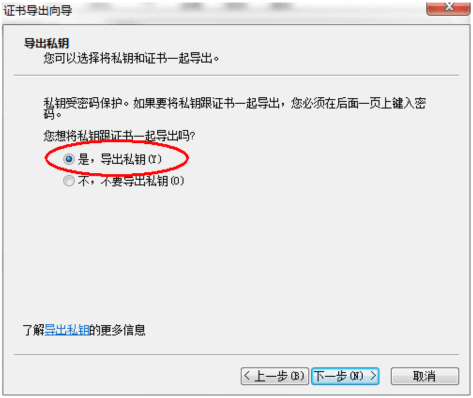 证书导出向导
导出私钥
您可以选择将私钥和证书一起导出。
私钥受密码保护。如果要将私钥跟证书一起导出，您必须在后面一页上键入密
码。
您想将私钥跟证书一起导出吗?
是，导出私钥(Y)
不，不要导出私钥(O)
了解导出私钥的更多信息
< 上一步(B) 下一步(N) > 取消